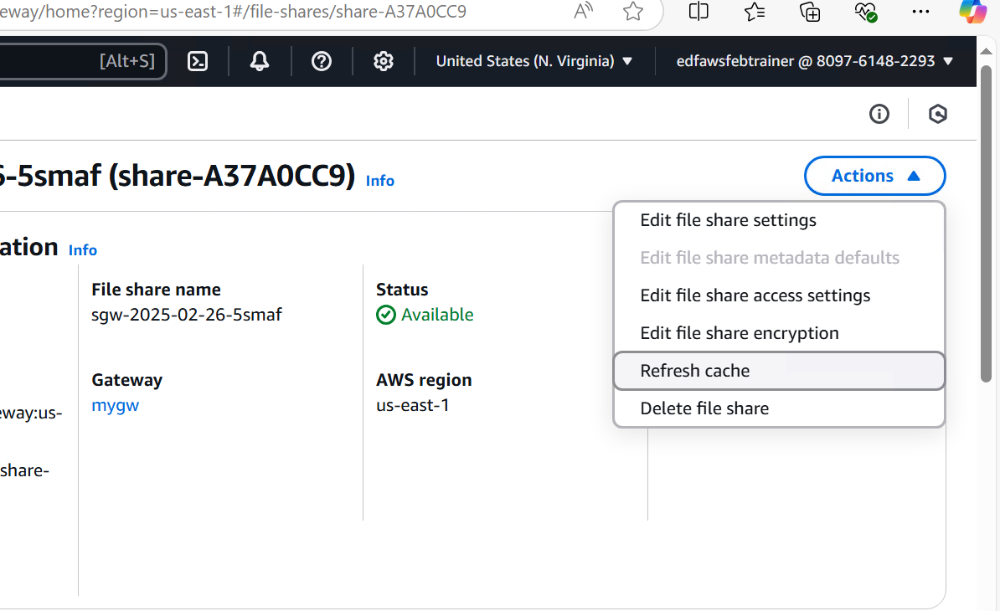 eway/home?region=us-east-1#/file-shares/share-A37A0CC9
[Alt+S]
United States (N. Virginia)
edfawsfebtrainer @ 8097-6148-2293
6-5smaf (share-A37A0CC9) Info
Actions
Edit file share settings
Edit file share metadata defaults
Edit file share access settings
Edit file share encryption
Refresh cache
Delete file share
ation Info
eway:us-
share-
File share name
sgw-2025-02-26-5smaf
Gateway
mygw
Status
Available
AWS region
us-east-1